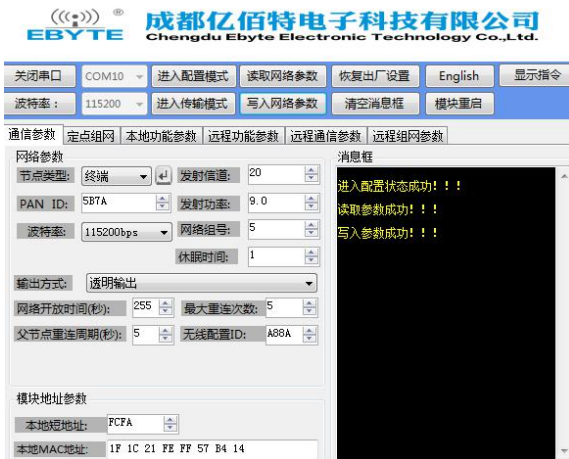 EBYTE ® 成都亿佰特电子科技有限公司
Chengdu Ebyte Electronic Technology Co.,Ltd.
关闭串口 COM10 进入配置模式 读取网络参数 恢复出厂设置 English 显示指令
波特率： 115200 进入传输模式 写入网络参数 清空消息框 模块重启
通信参数 定点组网 本地功能参数 远程功能参数 远程通信参数 远程组网参数
网络参数
节点类型: 终端 发射信道: 20
PAN ID: 5B7A 发射功率: 9.0
波特率: 115200bps 网络组号: 5
休眠时间: 1
输出方式: 透明输出
网络开放时间(秒): 255 最大重连次数: 5
父节点重连周期(秒): 5 无线配置ID: A88A
模块地址参数
本地短地址: FCFA
本地MAC地址: 1F 1C 21 FE FF 57 B4 14
消息框
进入配置状态成功！！！
读取参数成功！！！
写入参数成功！！！